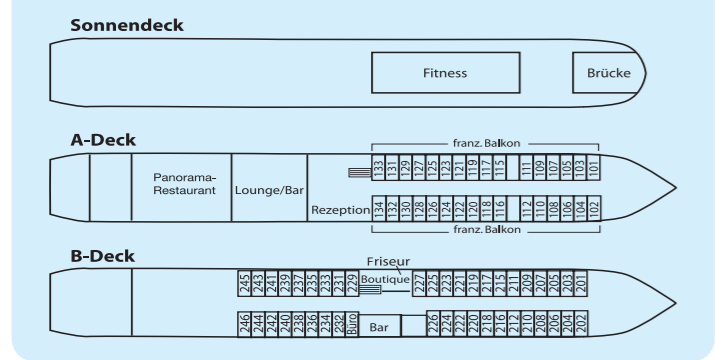 Sonnendeck
Fitness
Brücke
A-Deck
franz. Balkon
133 131 129 127 125 123 121 119 117 115 111 109 107 105 103 101
Panorama-
Restaurant
Lounge/Bar
Rezeption
134 132 130 128 126 124 122 120 118 116 112 110 108 106 104 102
franz. Balkon
B-Deck
Friseur
Boutique
245 243 241 239 237 235 233 231 229
227 225 223 221 219 217 215 211 209 207 205 203 201
246 244 242 240 238 236 234 232 Büro
Bar
226 224 222 220 218 216 212 210 208 206 204 202